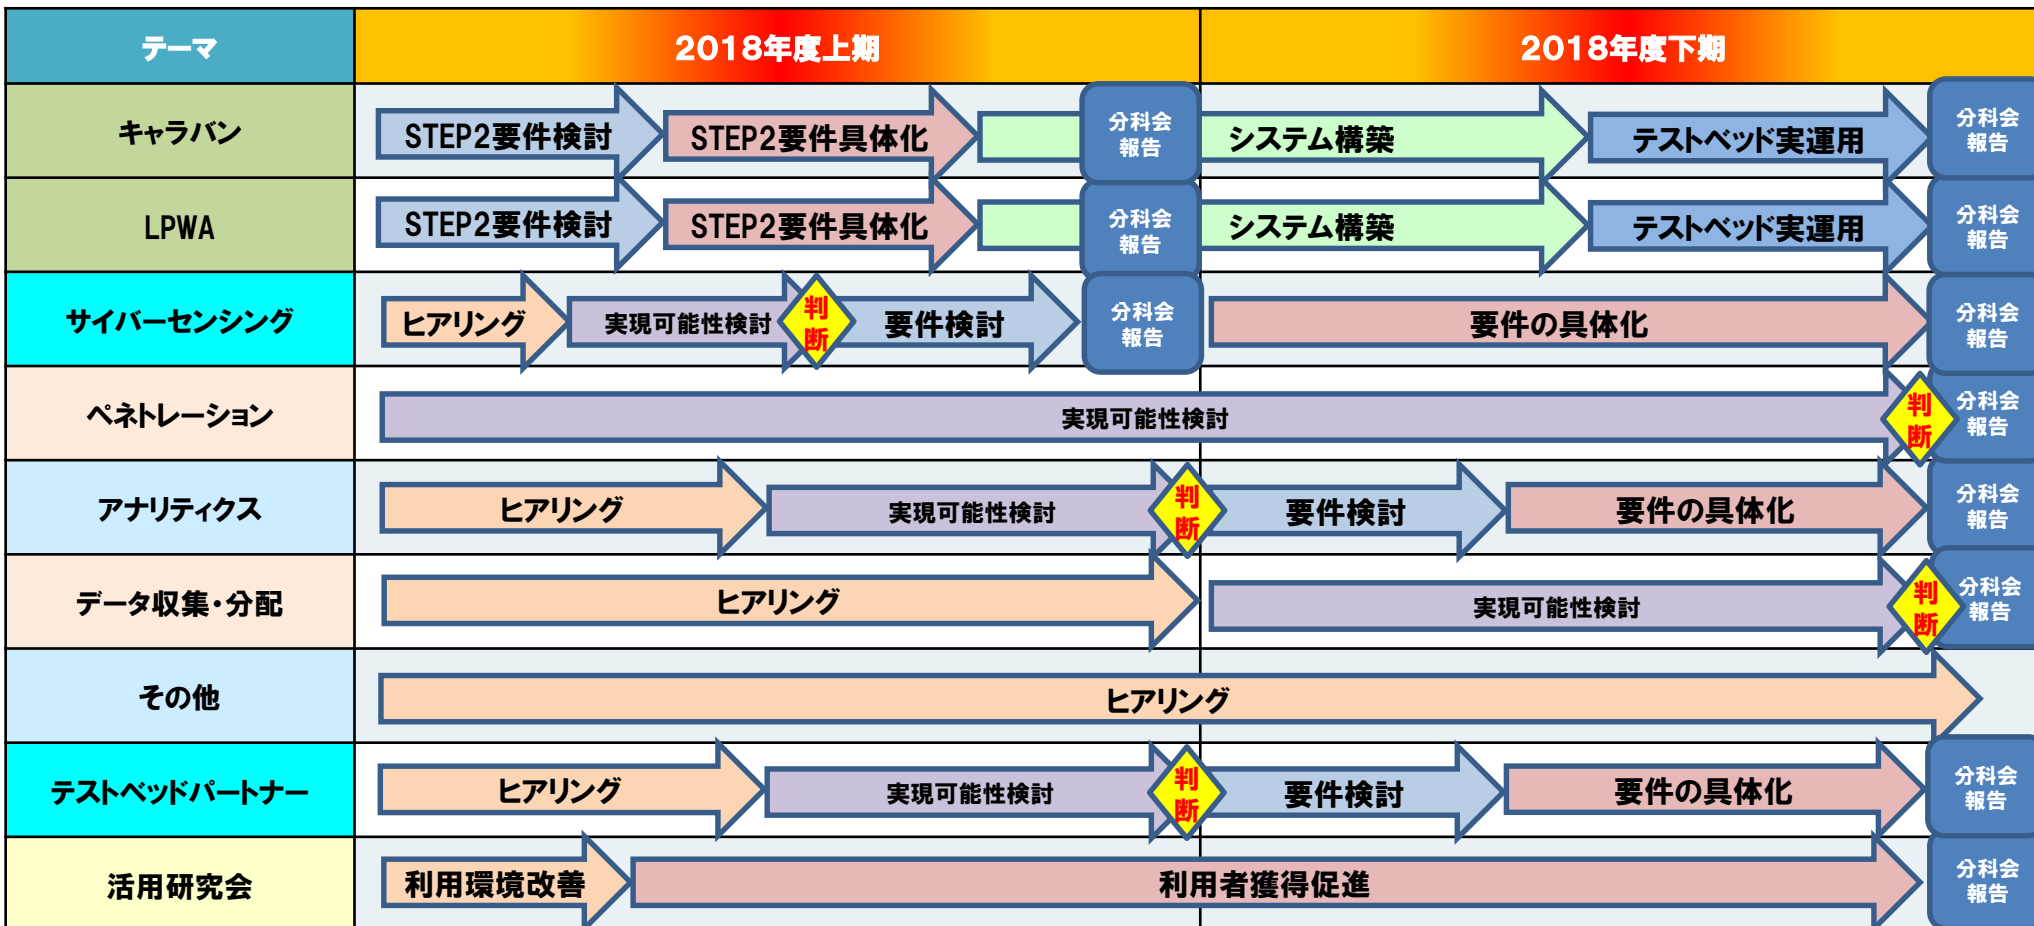 テーマ
2018年度上期
2018年度下期
キャラバン
STEP2要件検討
STEP2要件具体化
分科会
報告
システム構築
テストベッド実運用
分科会
報告
LPWA
STEP2要件検討
STEP2要件具体化
分科会
報告
システム構築
テストベッド実運用
分科会
報告
サイバーセンシング
ヒアリング
実現可能性検討
判
断
要件検討
分科会
報告
要件の具体化
分科会
報告
ペネトレーション
実現可能性検討
判
断
分科会
報告
アナリティクス
ヒアリング
実現可能性検討
判
断
要件検討
要件の具体化
分科会
報告
データ収集・分配
ヒアリング
実現可能性検討
判
断
分科会
報告
その他
ヒアリング
テストベッドパートナー
ヒアリング
実現可能性検討
判
断
要件検討
要件の具体化
分科会
報告
活用研究会
利用環境改善
利用者獲得促進
分科会
報告